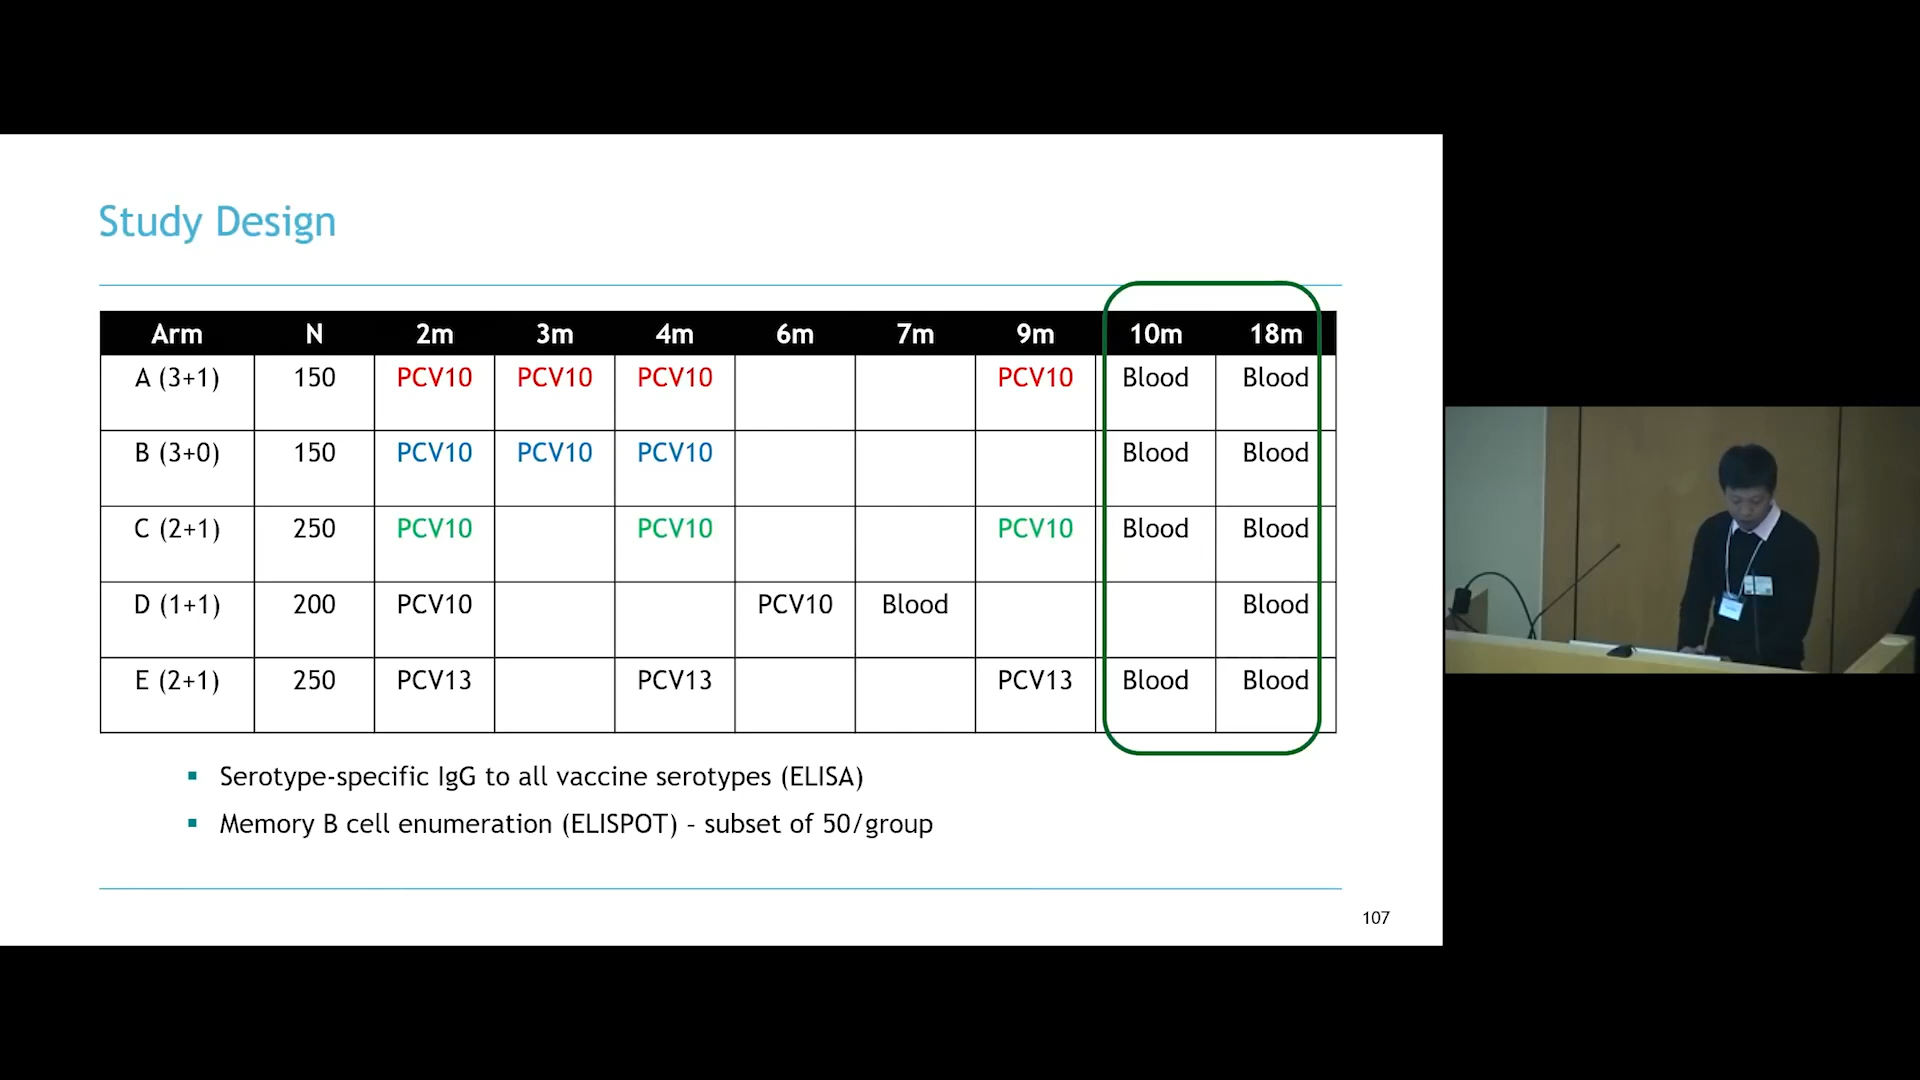 Study Design
Arm N 2m 3m 4m 6m 7m 9m 10m 18m
A (3+1) 150 PCV10 PCV10 PCV10 PCV10 Blood Blood
B (3+0) 150 PCV10 PCV10 PCV10 Blood Blood
C (2+1) 250 PCV10 PCV10 PCV10 Blood Blood
D (1+1) 200 PCV10 PCV10 Blood Blood
E (2+1) 250 PCV13 PCV13 PCV13 Blood Blood
▪ Serotype-specific IgG to all vaccine serotypes (ELISA)
▪ Memory B cell enumeration (ELISPOT) – subset of 50/group
107